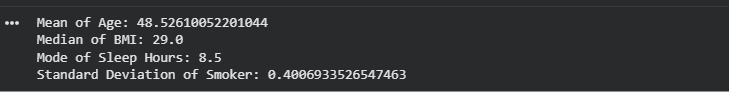 Mean of Age: 48.52610052201044
Median of BMI: 29.0
Mode of Sleep Hours: 8.5
Standard Deviation of Smoker: 0.4006933526547463